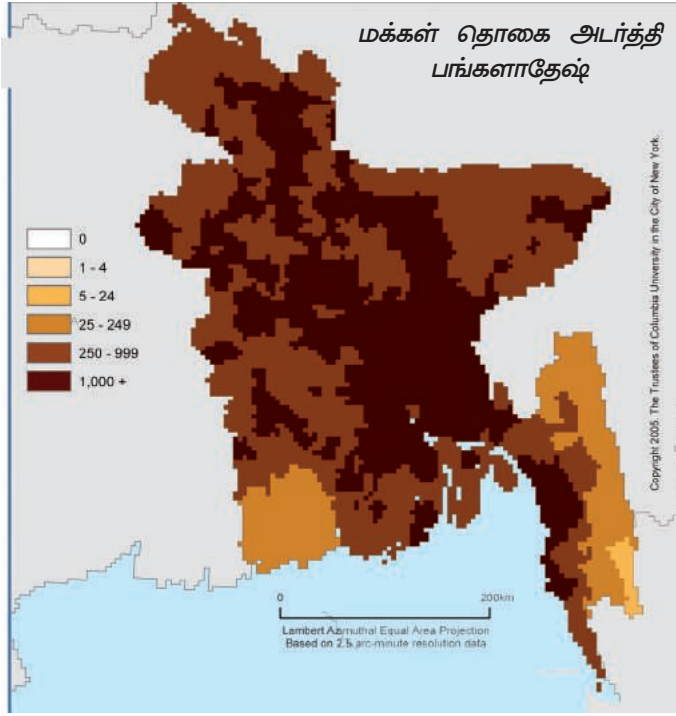 மக்கள் தொகை அடர்த்தி
பங்களாதேஷ்
0
1 - 4
5 - 24
25 - 249
250 - 999
1,000 +
Copyright 2005. The Trustees of Columbia University in the City of New York.
0 200km
Lambert Azimuthal Equal Area Projection
Based on 2.5 arc-minute resolution data